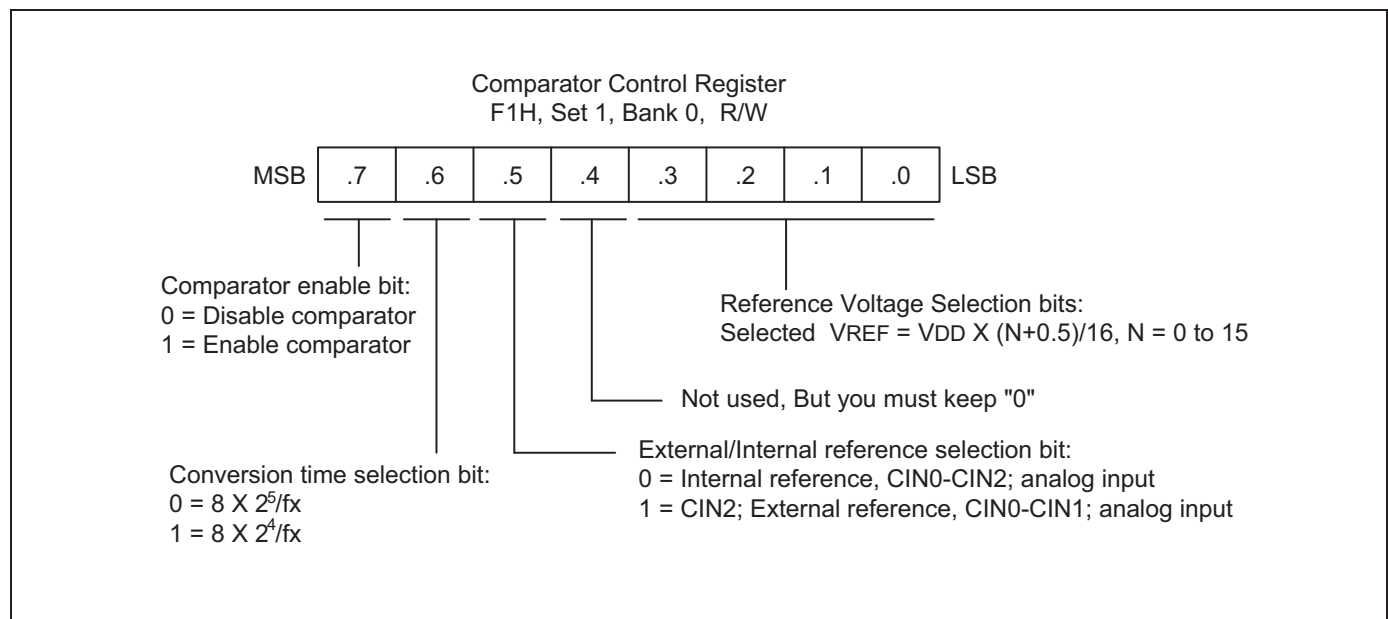 Comparator Control Register
F1H, Set 1, Bank 0, R/W
MSB .7 .6 .5 .4 .3 .2 .1 .0 LSB
Comparator enable bit:
0 = Disable comparator
1 = Enable comparator
Reference Voltage Selection bits:
Selected VREF = VDD X (N+0.5)/16, N = 0 to 15
Not used, But you must keep "0"
External/Internal reference selection bit:
0 = Internal reference, CIN0-CIN2; analog input
1 = CIN2; External reference, CIN0-CIN1; analog input
Conversion time selection bit:
0 = 8 X 2⁵/fx
1 = 8 X 2⁴/fx